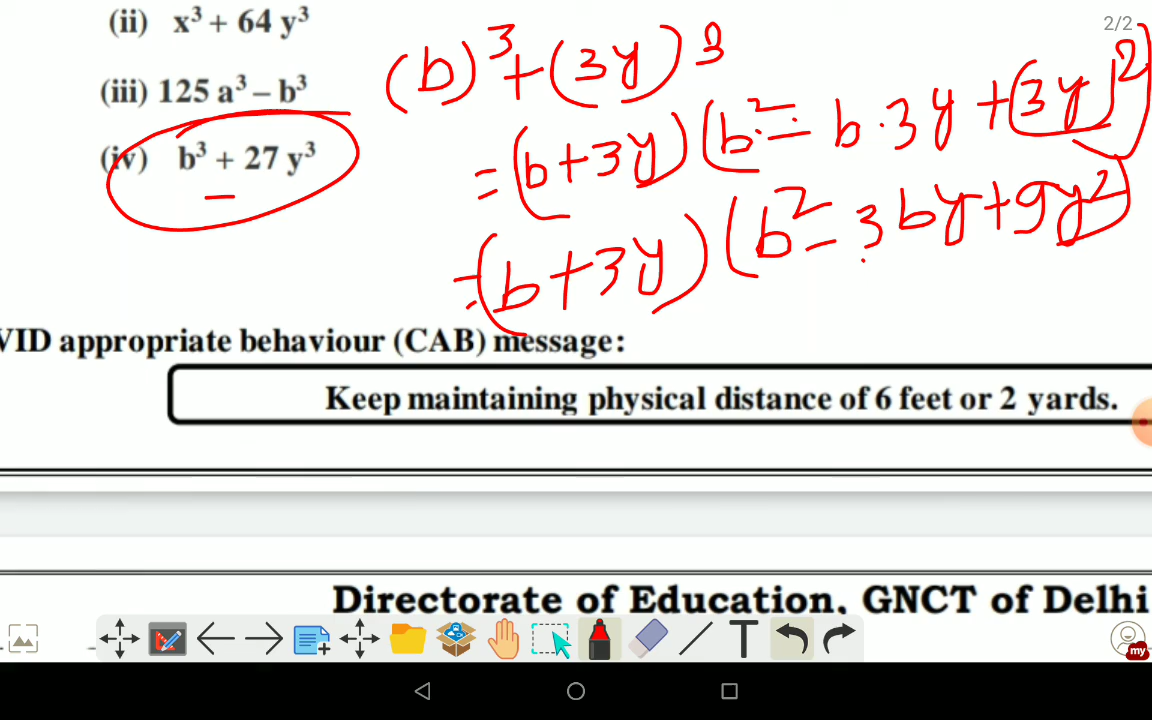 2/2
(ii) x³ + 64 y³
(iii) 125 a³ – b³
(iv) b³ + 27 y³
(b)³ + (3y)³
= (b+3y)(b² - b·3y + (3y)²)
= (b+3y)(b² - 3by + 9y²)
VID appropriate behaviour (CAB) message:
Keep maintaining physical distance of 6 feet or 2 yards.
Directorate of Education, GNCT of Delhi
T
my